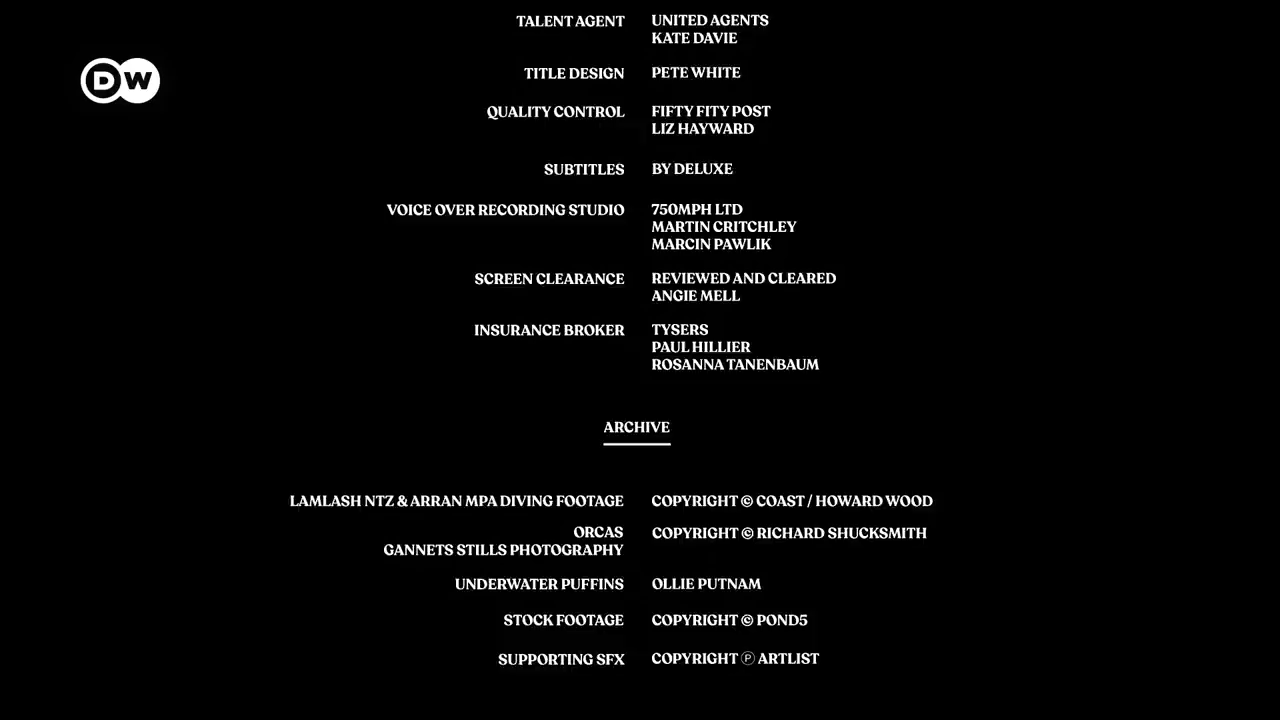 DW
TALENT AGENT UNITED AGENTS
KATE DAVIE
TITLE DESIGN PETE WHITE
QUALITY CONTROL FIFTY FITY POST
LIZ HAYWARD
SUBTITLES BY DELUXE
VOICE OVER RECORDING STUDIO 750MPH LTD
MARTIN CRITCHLEY
MARCIN PAWLIK
SCREEN CLEARANCE REVIEWED AND CLEARED
ANGIE MELL
INSURANCE BROKER TYSERS
PAUL HILLIER
ROSANNA TANENBAUM
ARCHIVE
LAMLASH NTZ & ARRAN MPA DIVING FOOTAGE COPYRIGHT © COAST / HOWARD WOOD
ORCAS COPYRIGHT © RICHARD SHUCKSMITH
GANNETS STILLS PHOTOGRAPHY
UNDERWATER PUFFINS OLLIE PUTNAM
STOCK FOOTAGE COPYRIGHT © POND5
SUPPORTING SFX COPYRIGHT Ⓟ ARTLIST